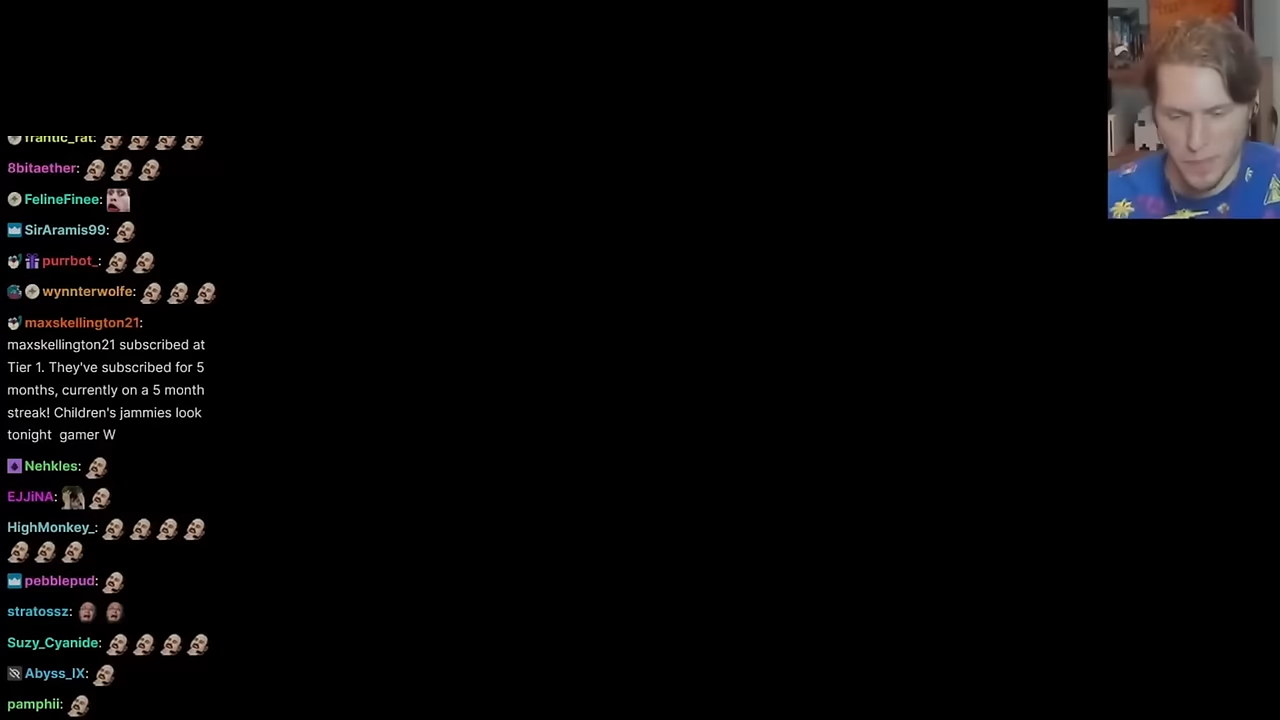 frantic_rat:
8bitaether:
FelineFinee:
SirAramis99:
purrbot_:
wynnterwolfe:
maxskellington21:
maxskellington21 subscribed at
Tier 1. They've subscribed for 5
months, currently on a 5 month
streak! Children's jammies look
tonight gamer W
Nehkles:
EJJiNA:
HighMonkey_:
pebblepud:
stratossz:
Suzy_Cyanide:
Abyss_IX:
pamphii: